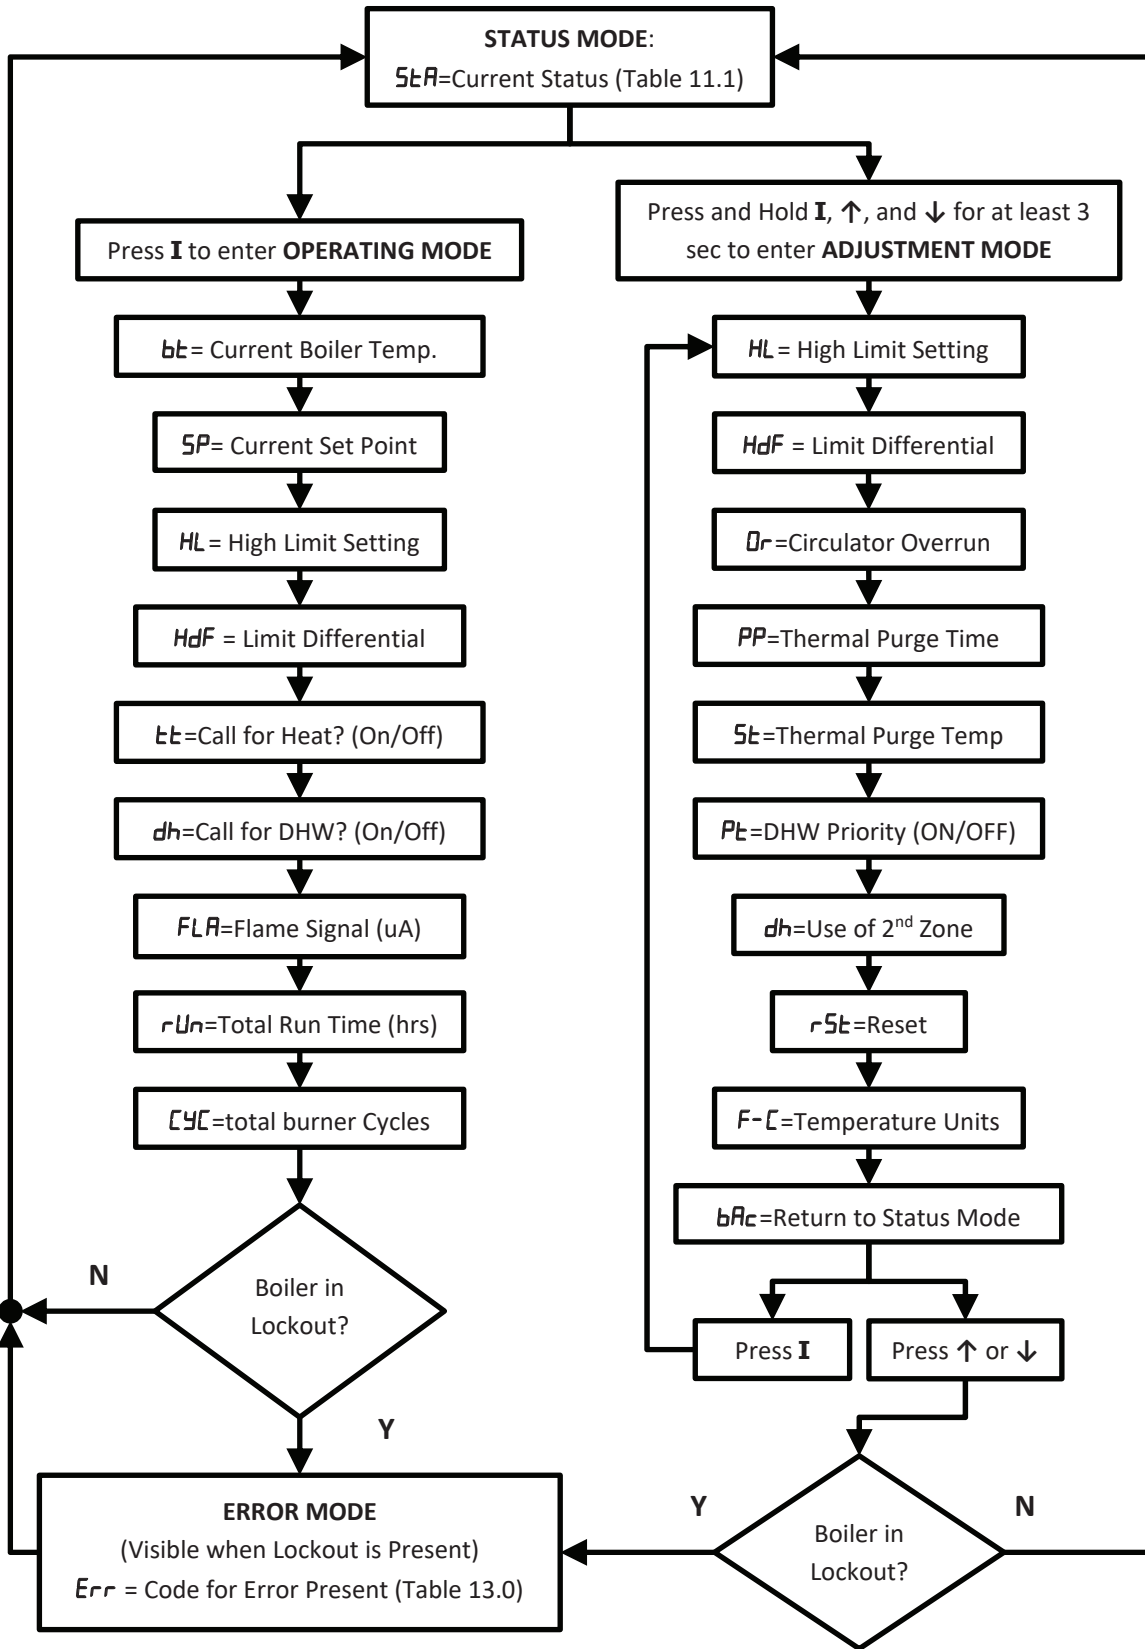 STATUS MODE:
StA=Current Status (Table 11.1)
Press I to enter OPERATING MODE
bt= Current Boiler Temp.
SP= Current Set Point
HL= High Limit Setting
HdF = Limit Differential
tt=Call for Heat? (On/Off)
dh=Call for DHW? (On/Off)
FLA=Flame Signal (uA)
rUn=Total Run Time (hrs)
CYC=total burner Cycles
Boiler in
Lockout?
N
Y
ERROR MODE
(Visible when Lockout is Present)
Err = Code for Error Present (Table 13.0)
Press and Hold I, ↑, and ↓ for at least 3
sec to enter ADJUSTMENT MODE
HL= High Limit Setting
HdF = Limit Differential
Or=Circulator Overrun
PP=Thermal Purge Time
St=Thermal Purge Temp
Pt=DHW Priority (ON/OFF)
dh=Use of 2nd Zone
rSt=Reset
F-C=Temperature Units
bAc=Return to Status Mode
Press I
Press ↑ or ↓
Boiler in
Lockout?
Y
N